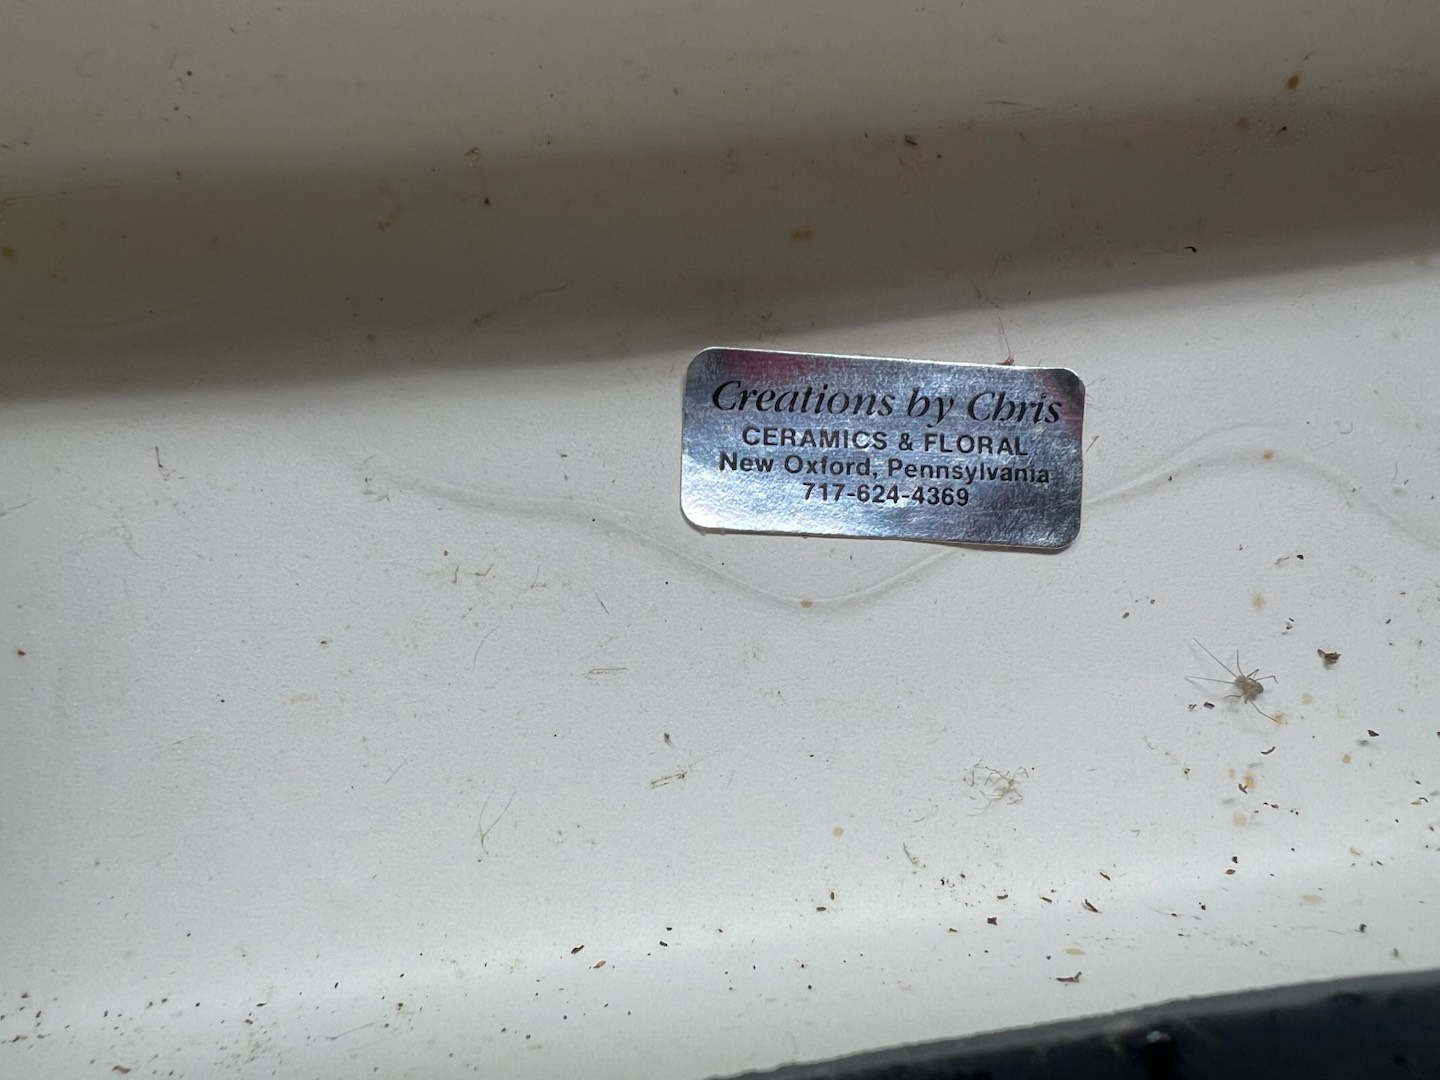 Creations by Chris
CERAMICS & FLORAL
New Oxford, Pennsylvania
717-624-4369